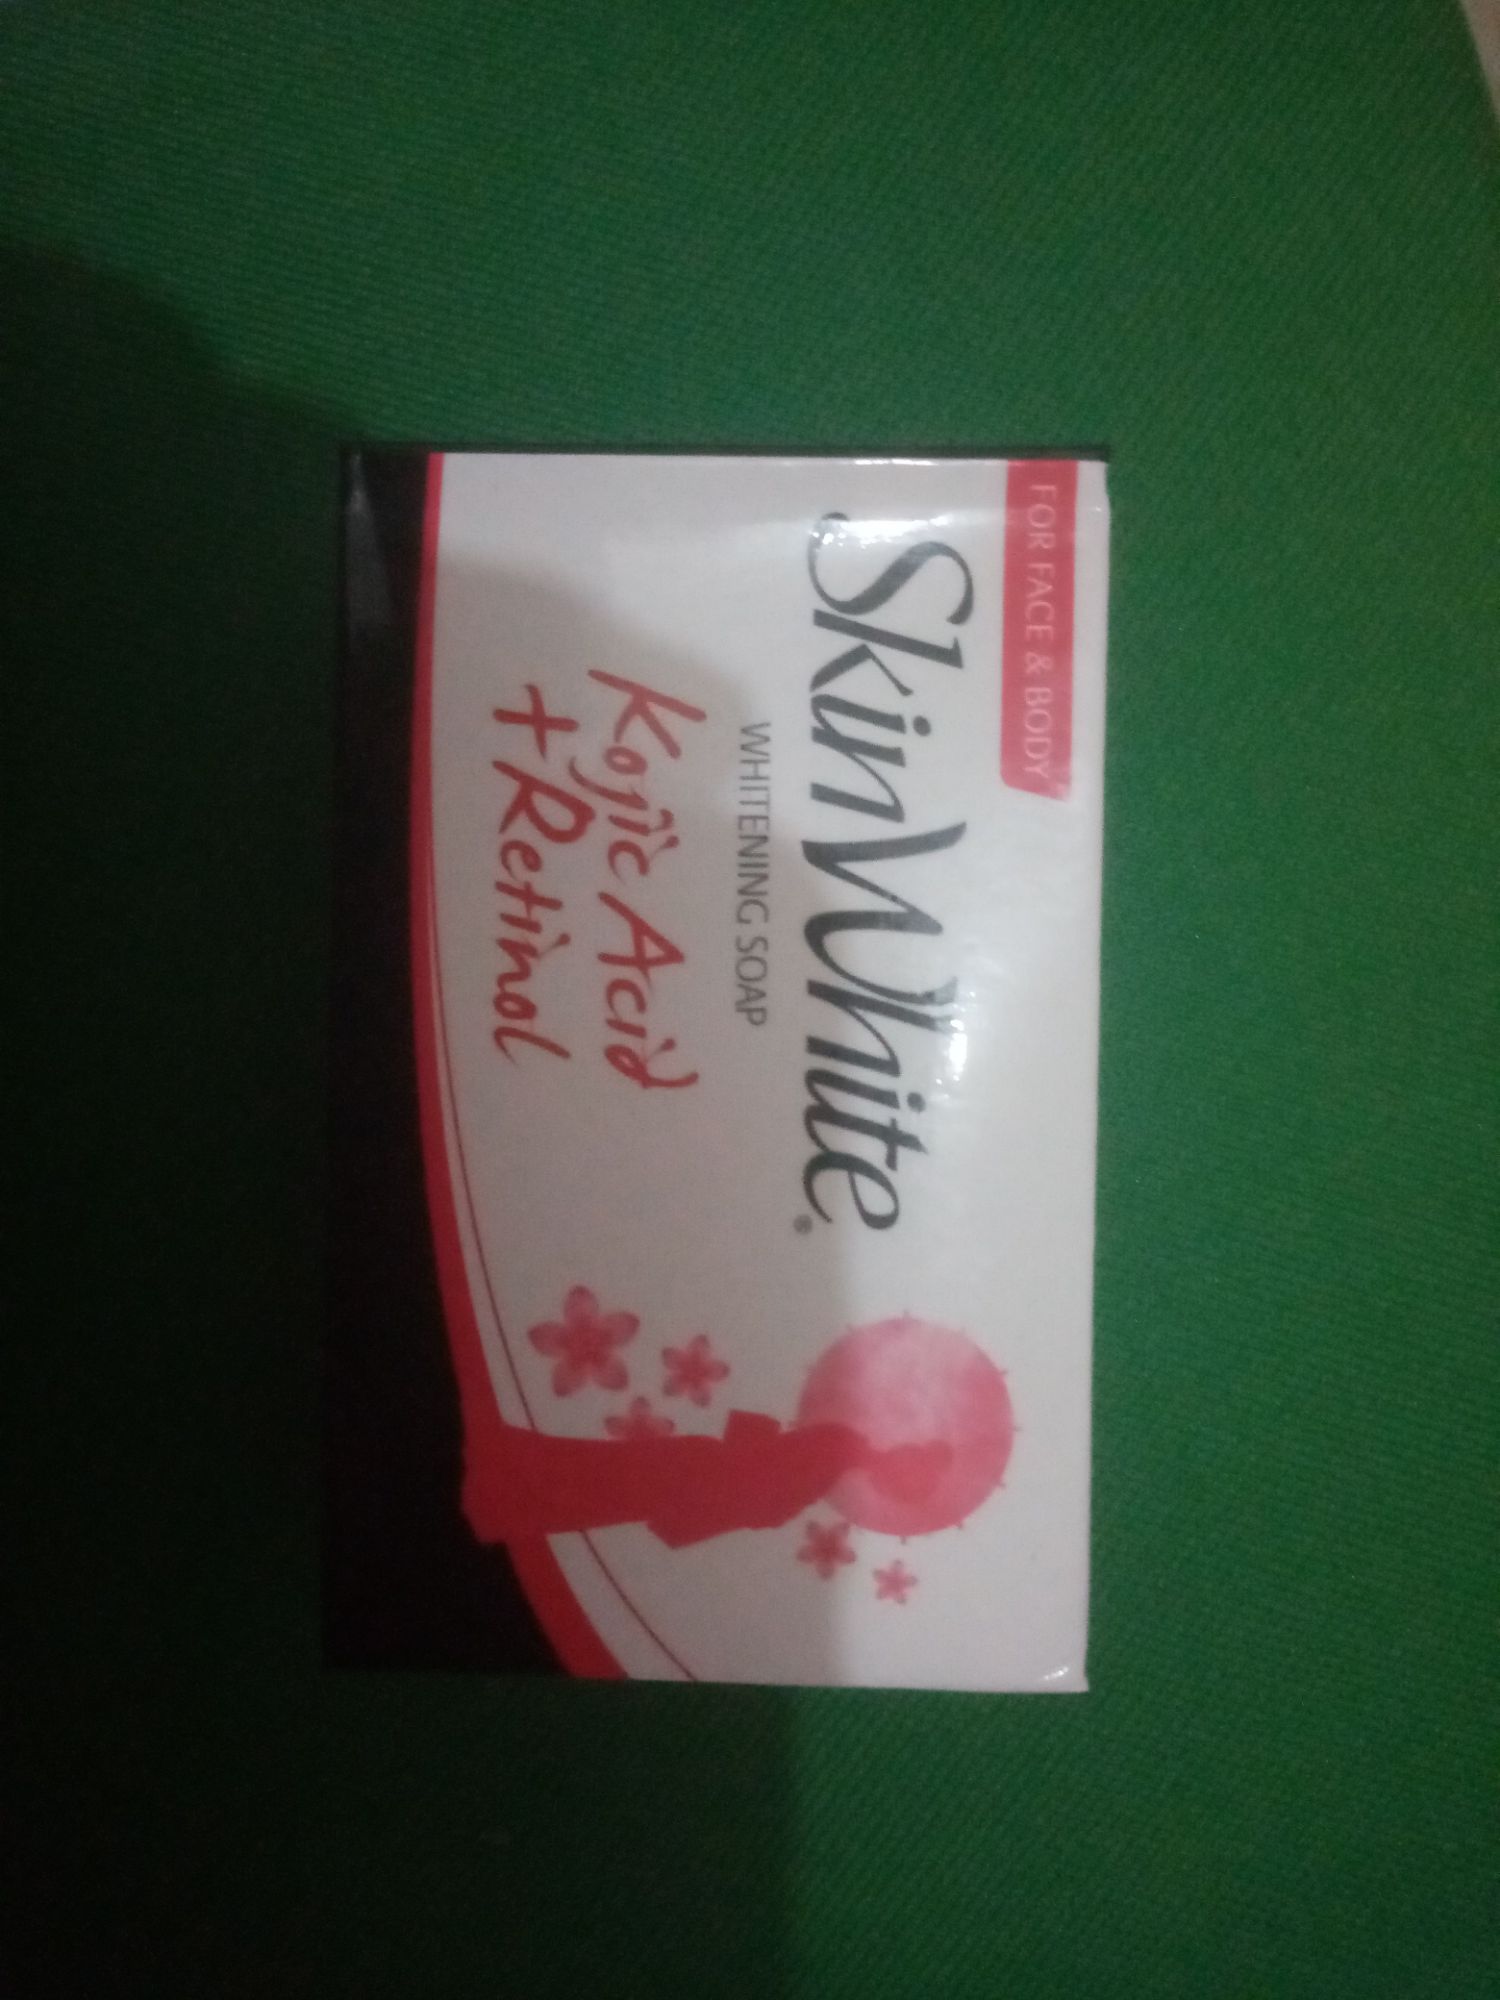 FOR FACE & BODY
SkinWhite®
WHITENING SOAP
Kojic Acid
+ Retinol